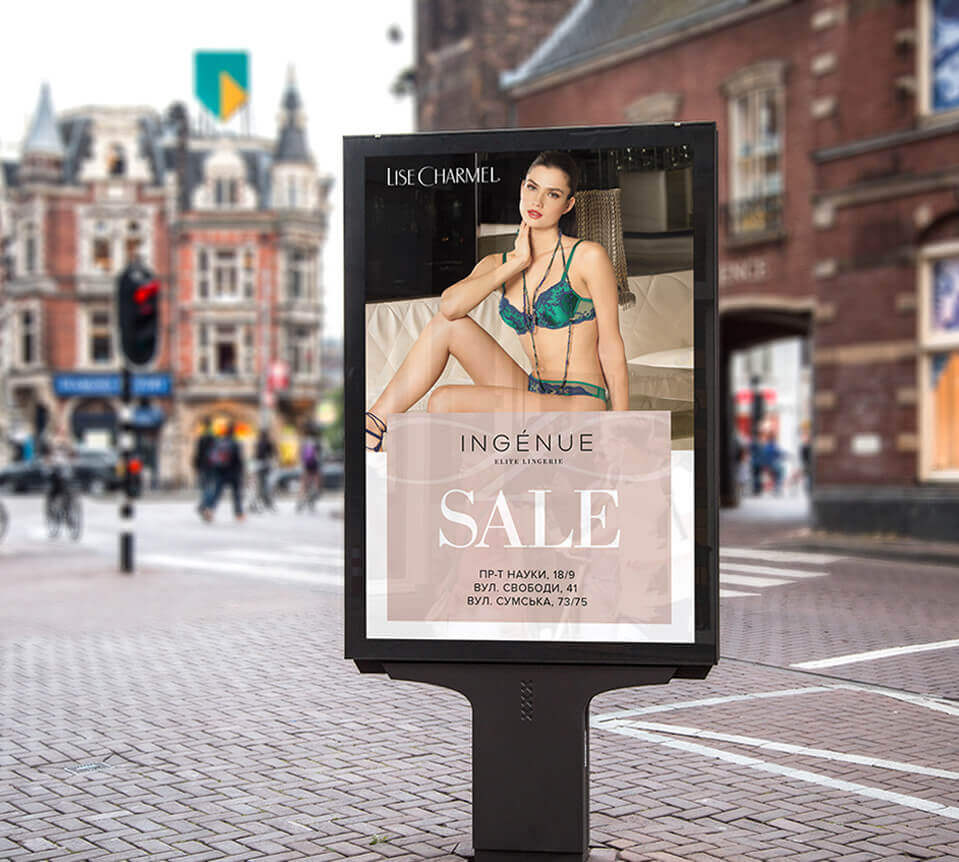 LISE CHARMEL
INGÉNUE
ELITE LINGERIE
SALE
ПР-Т НАУКИ, 18/9
ВУЛ. СВОБОДИ, 41
ВУЛ. СУМСЬКА, 73/75